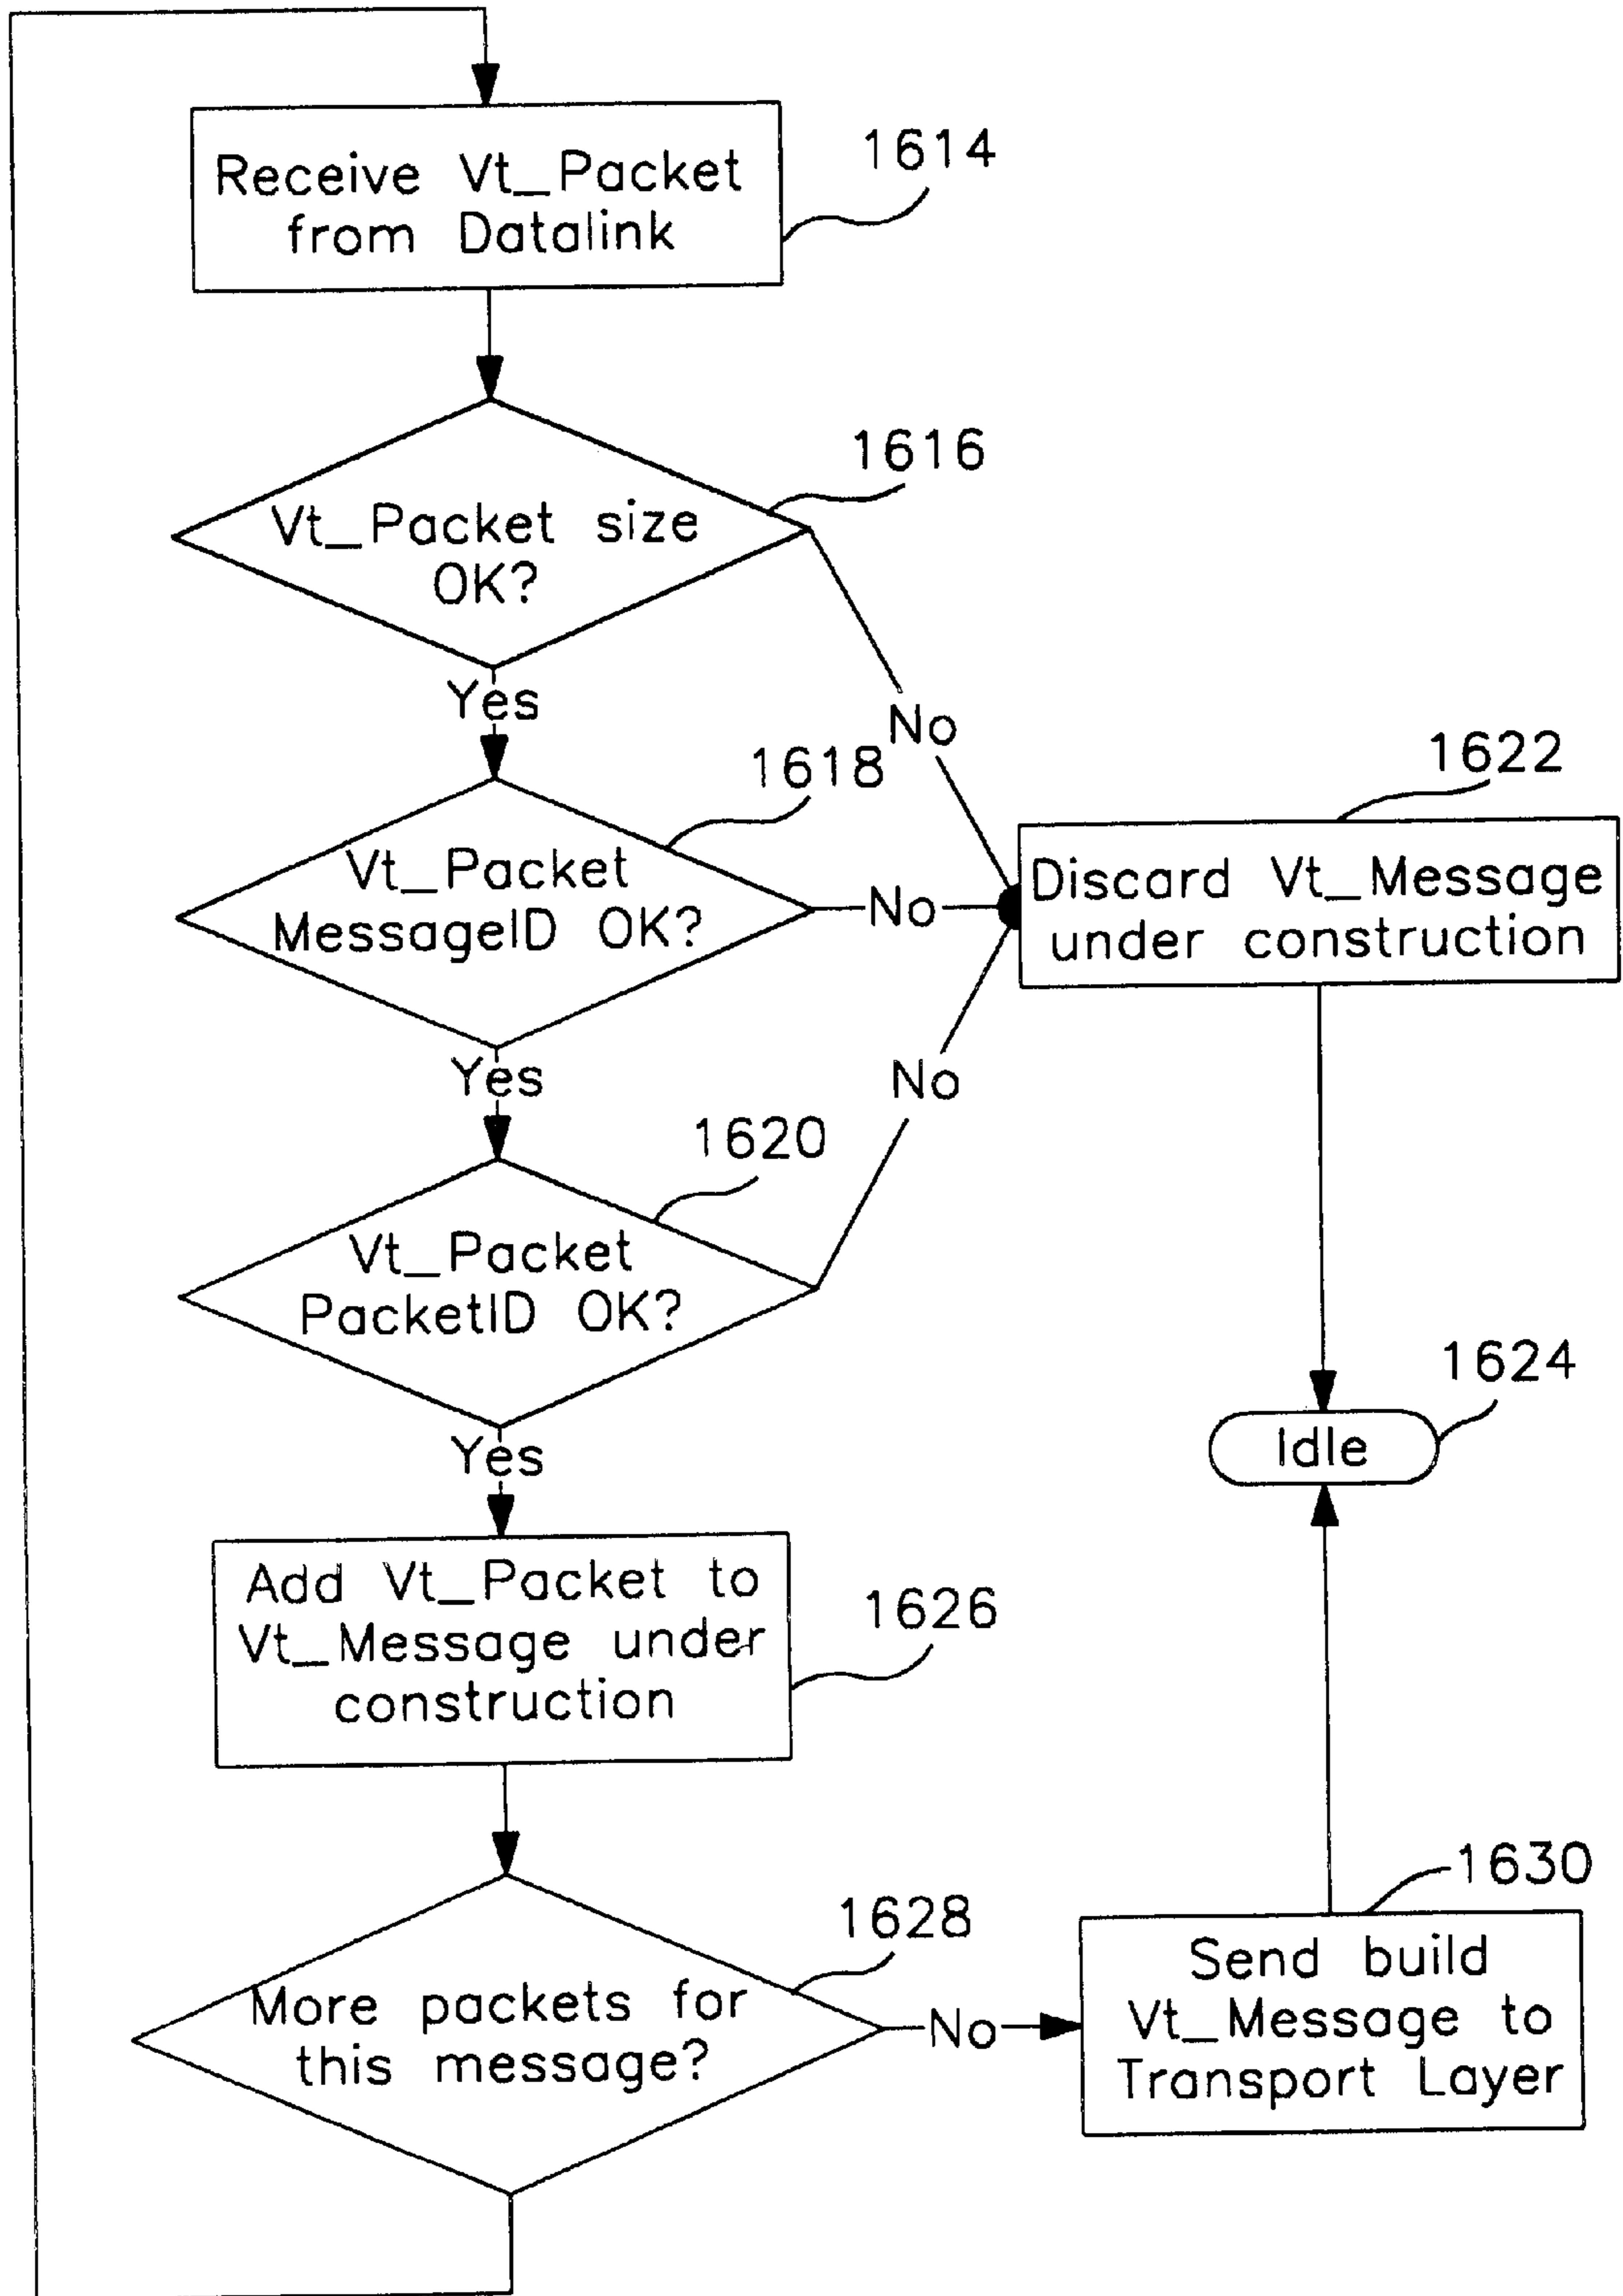 1614
Receive Vt_Packet
from Datalink
1616
Vt_Packet size
OK?
Yes
No
1618
1622
Vt_Packet
MessageID OK?
No
Discard Vt_Message
under construction
Yes
No
1620
Vt_Packet
PacketID OK?
1624
Idle
Yes
Add Vt_Packet to
Vt_Message under
construction
1626
1630
1628
More packets for
this message?
No
Send build
Vt_Message to
Transport Layer